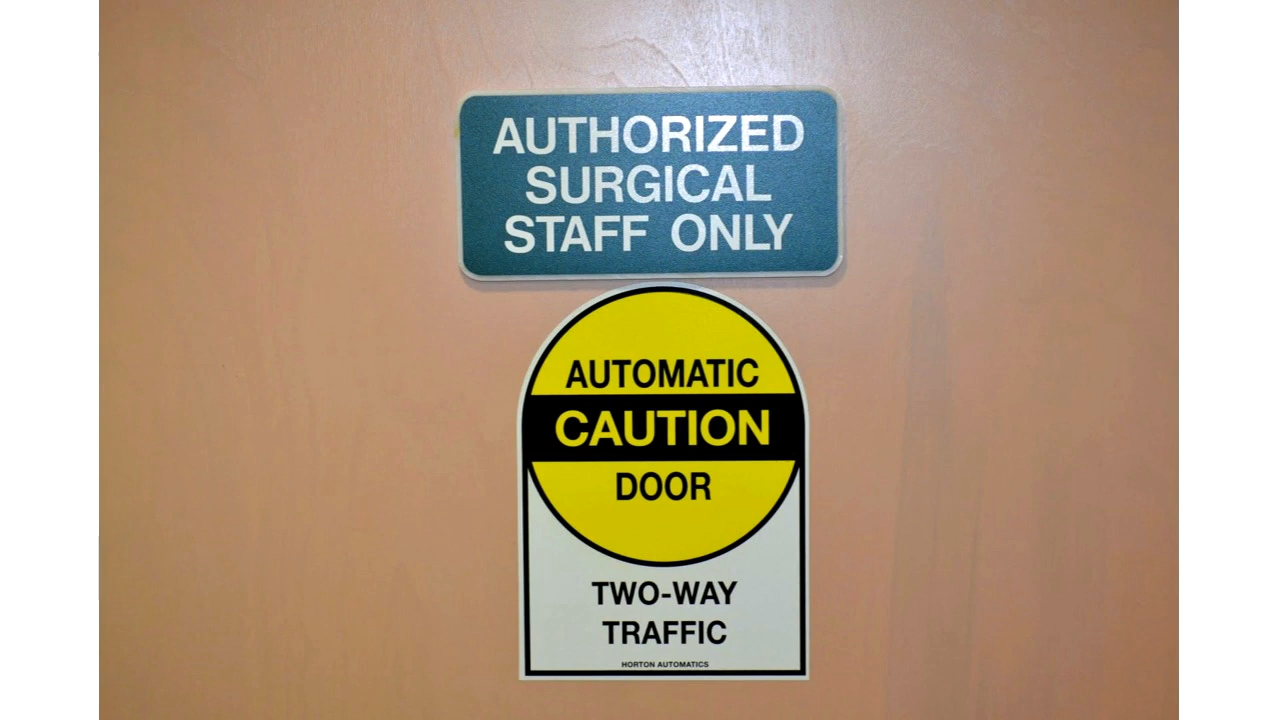 AUTHORIZED
SURGICAL
STAFF ONLY
AUTOMATIC
CAUTION
DOOR
TWO-WAY
TRAFFIC
HORTON AUTOMATICS